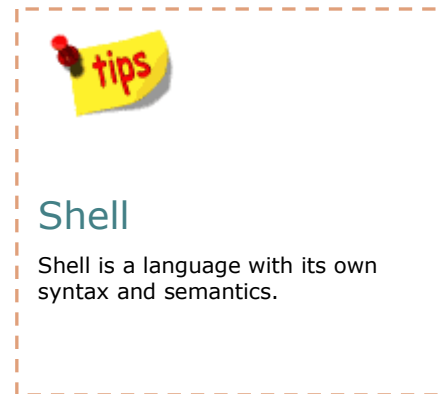 tips
Shell
Shell is a language with its own
syntax and semantics.